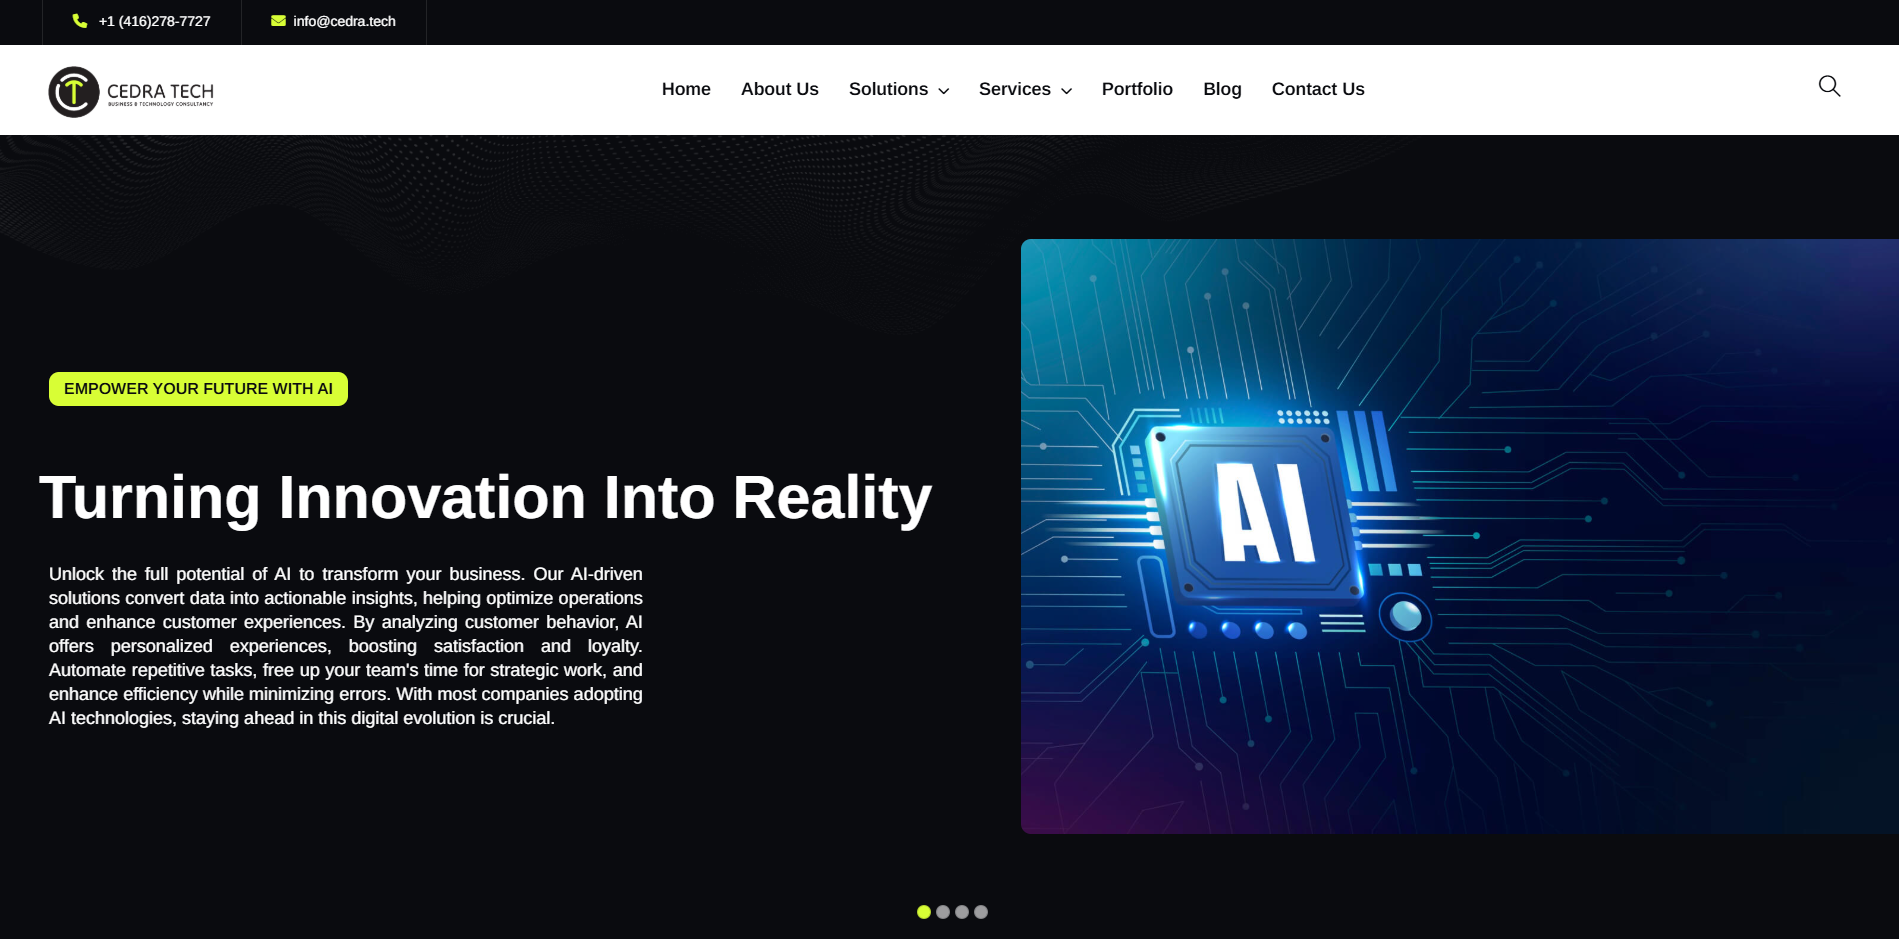 +1 (416)278-7727
info@cedra.tech
CEDRA TECH
BUSINESS & TECHNOLOGY CONSULTANCY
Home About Us Solutions Services Portfolio Blog Contact Us
EMPOWER YOUR FUTURE WITH AI
Turning Innovation Into Reality
Unlock the full potential of AI to transform your business. Our AI-driven
solutions convert data into actionable insights, helping optimize operations
and enhance customer experiences. By analyzing customer behavior, AI
offers personalized experiences, boosting satisfaction and loyalty.
Automate repetitive tasks, free up your team's time for strategic work, and
enhance efficiency while minimizing errors. With most companies adopting
AI technologies, staying ahead in this digital evolution is crucial.
AI